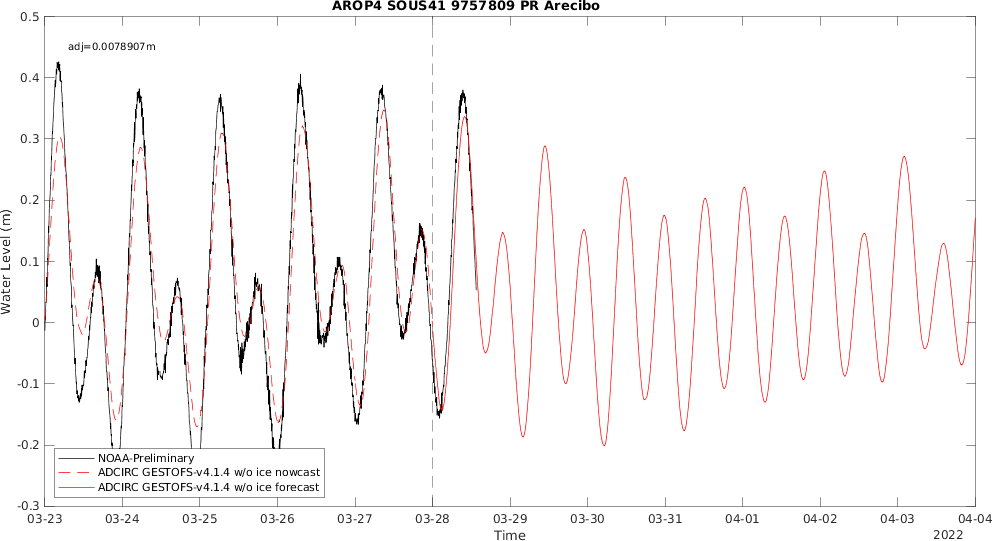 AROP4 SOUS41 9757809 PR Arecibo
adj=0.0078907m
0.5
0.4
0.3
0.2
0.1
0
-0.1
-0.2
-0.3
Water Level (m)
NOAA-Preliminary
ADCIRC GESTOFS-v4.1.4 w/o ice nowcast
ADCIRC GESTOFS-v4.1.4 w/o ice forecast
03-23 03-24 03-25 03-26 03-27 03-28 03-29 03-30 03-31 04-01 04-02 04-03 04-04
Time
2022